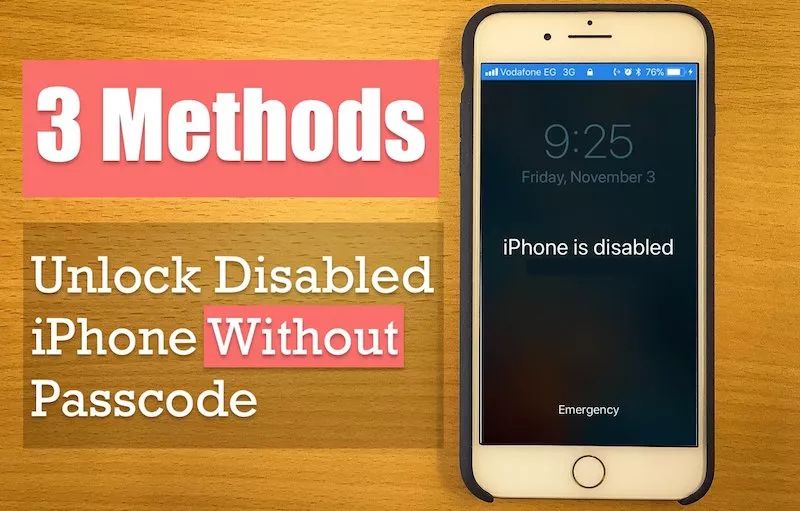 3 Methods
Unlock Disabled
iPhone Without
Passcode
Vodafone EG 3G 76%
9:25
Friday, November 3
iPhone is disabled
Emergency